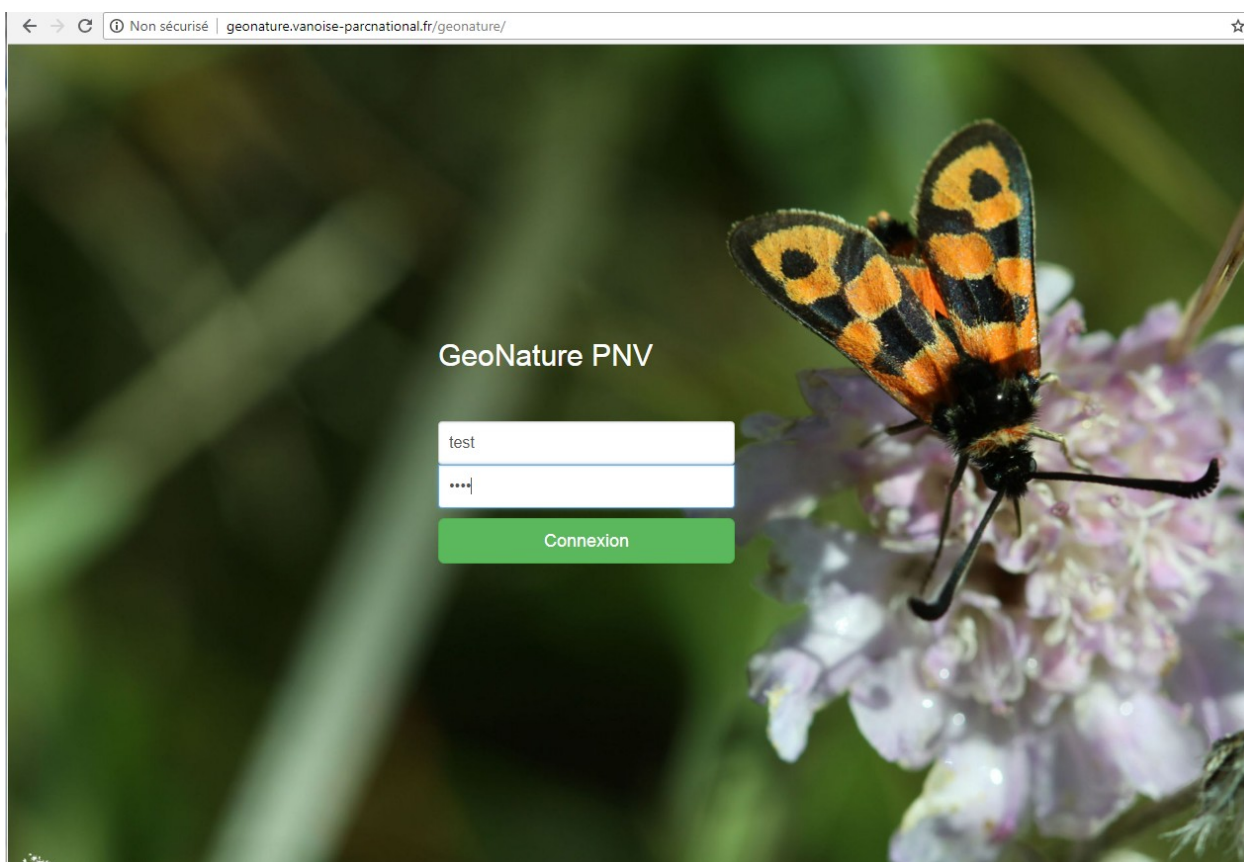 Non sécurisé | geonature.vanoise-parcnational.fr/geonature/
GeoNature PNV
test
••••
Connexion